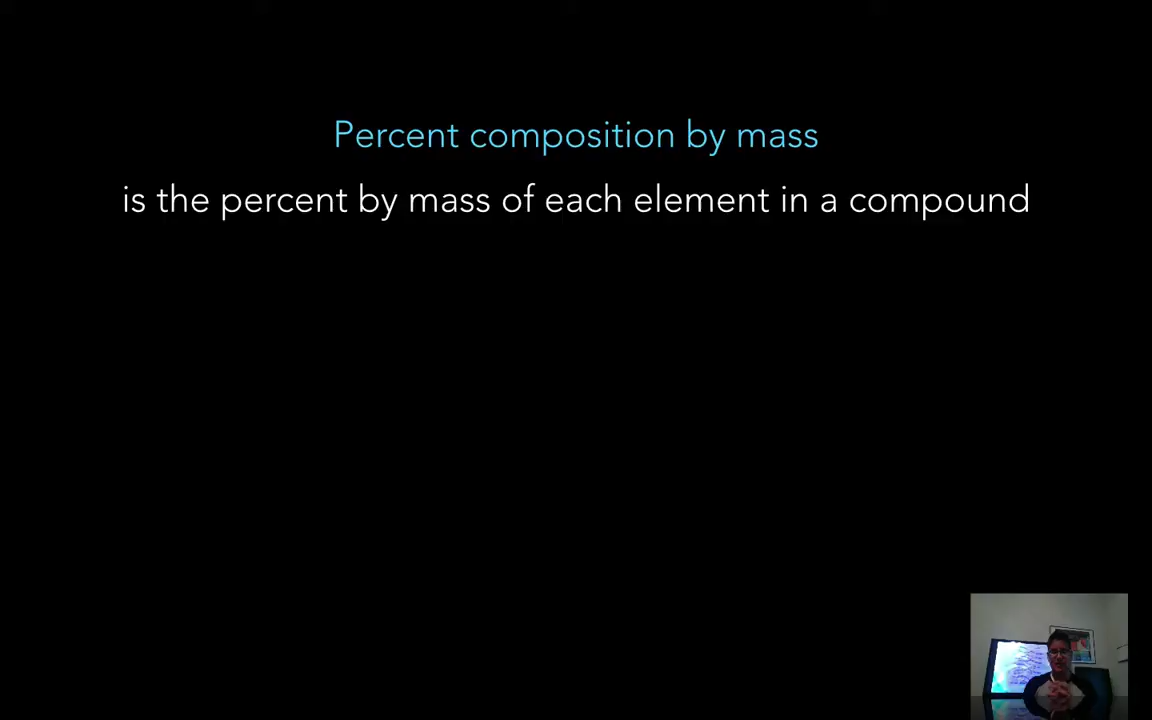 Percent composition by mass
is the percent by mass of each element in a compound